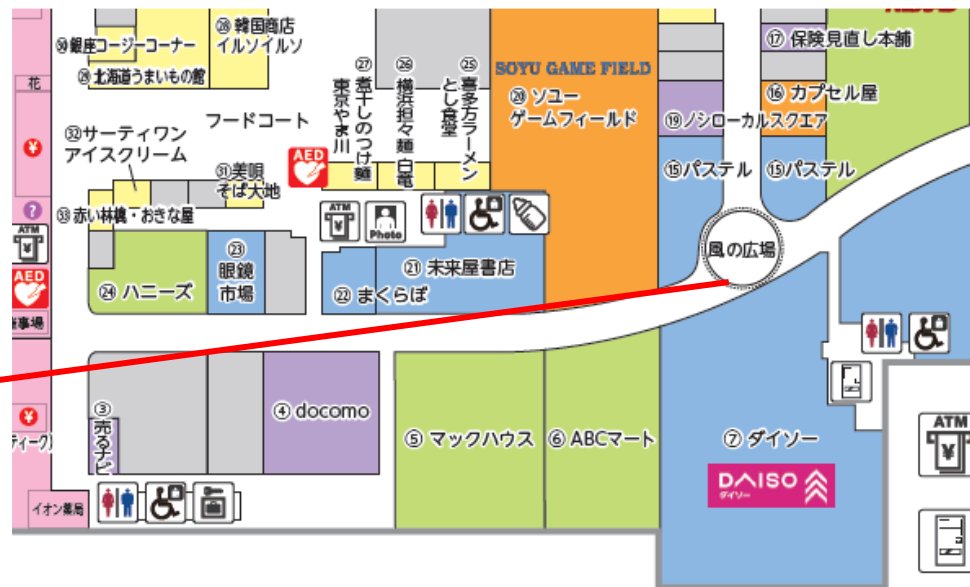 ㉚銀座コージーコーナー
㉙北海道うまいもの館
㉘韓国商店
イルソイルソ
㉗煮干しのつけ麺
東京やま川
㉖横浜担々麺 白竜
㉕喜多方ラーメン
とし食堂
SOYU GAME FIELD
⑳ソユー
ゲームフィールド
⑰保険見直し本舗
⑯カプセル屋
⑲ノシローカルスクエア
⑮パステル
⑮パステル
風の広場
花
¥
?
ATM
¥
AED
催事場
¥
ティーク)
イオン薬局
フードコート
㉜サーティワン
アイスクリーム
AED
㉛美唄
そば大地
㉝赤い林檎・おきな屋
ATM
¥
Photo
㉔ハニーズ
㉓
眼鏡
市場
㉑未来屋書店
㉒まくらぼ
③売るナビ
④docomo
⑤マックハウス
⑥ABCマート
⑦ダイソー
DAISO
ダイソー
ATM
¥